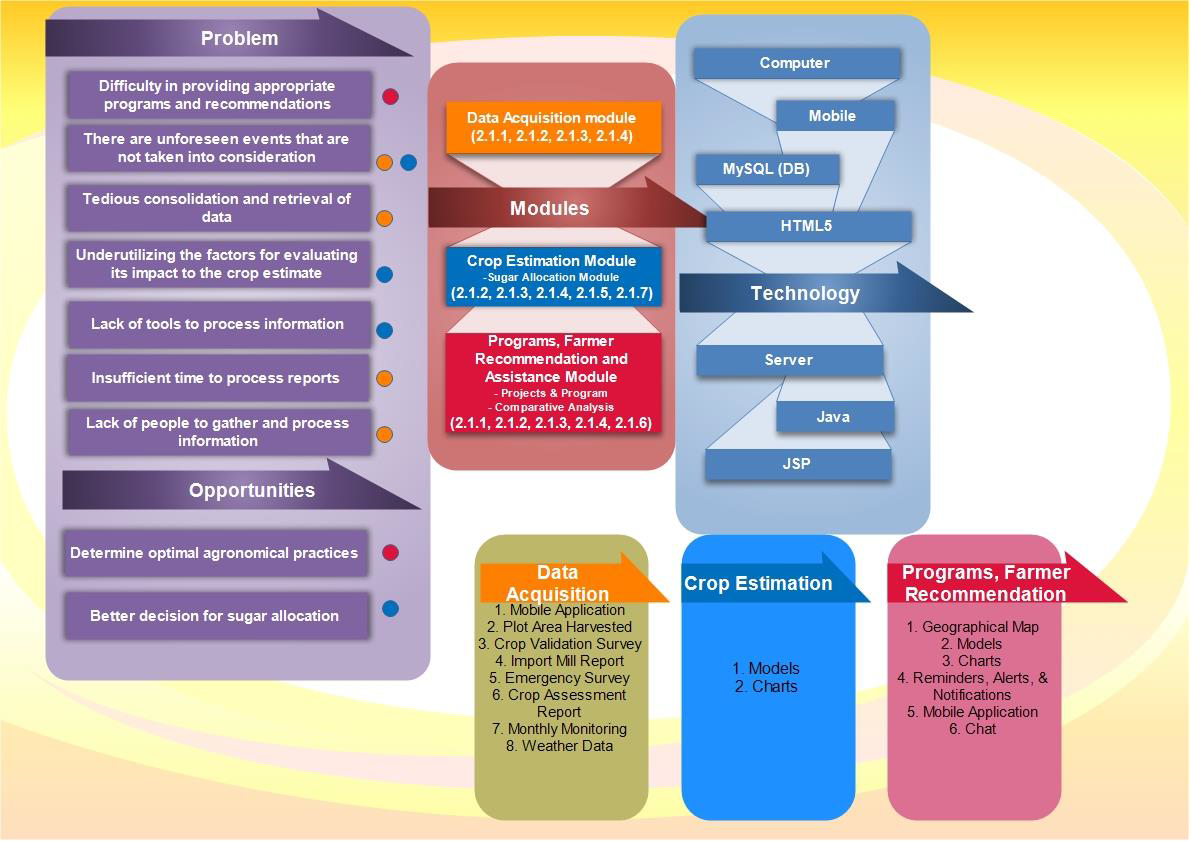 Problem
Difficulty in providing appropriate
programs and recommendations
There are unforeseen events that are
not taken into consideration
Tedious consolidation and retrieval of
data
Underutilizing the factors for evaluating
its impact to the crop estimate
Lack of tools to process information
Insufficient time to process reports
Lack of people to gather and process
information
Opportunities
Determine optimal agronomical practices
Better decision for sugar allocation
Data Acquisition module
(2.1.1, 2.1.2, 2.1.3, 2.1.4)
Modules
Crop Estimation Module
-Sugar Allocation Module
(2.1.2, 2.1.3, 2.1.4, 2.1.5, 2.1.7)
Programs, Farmer
Recommendation and
Assistance Module
- Projects & Program
- Comparative Analysis
(2.1.1, 2.1.2, 2.1.3, 2.1.4, 2.1.6)
Computer
Mobile
MySQL (DB)
HTML5
Technology
Server
Java
JSP
Data
Acquisition
1. Mobile Application
2. Plot Area Harvested
3. Crop Validation Survey
4. Import Mill Report
5. Emergency Survey
6. Crop Assessment
Report
7. Monthly Monitoring
8. Weather Data
Crop Estimation
1. Models
2. Charts
Programs, Farmer
Recommendation
1. Geographical Map
2. Models
3. Charts
4. Reminders, Alerts, &
Notifications
5. Mobile Application
6. Chat